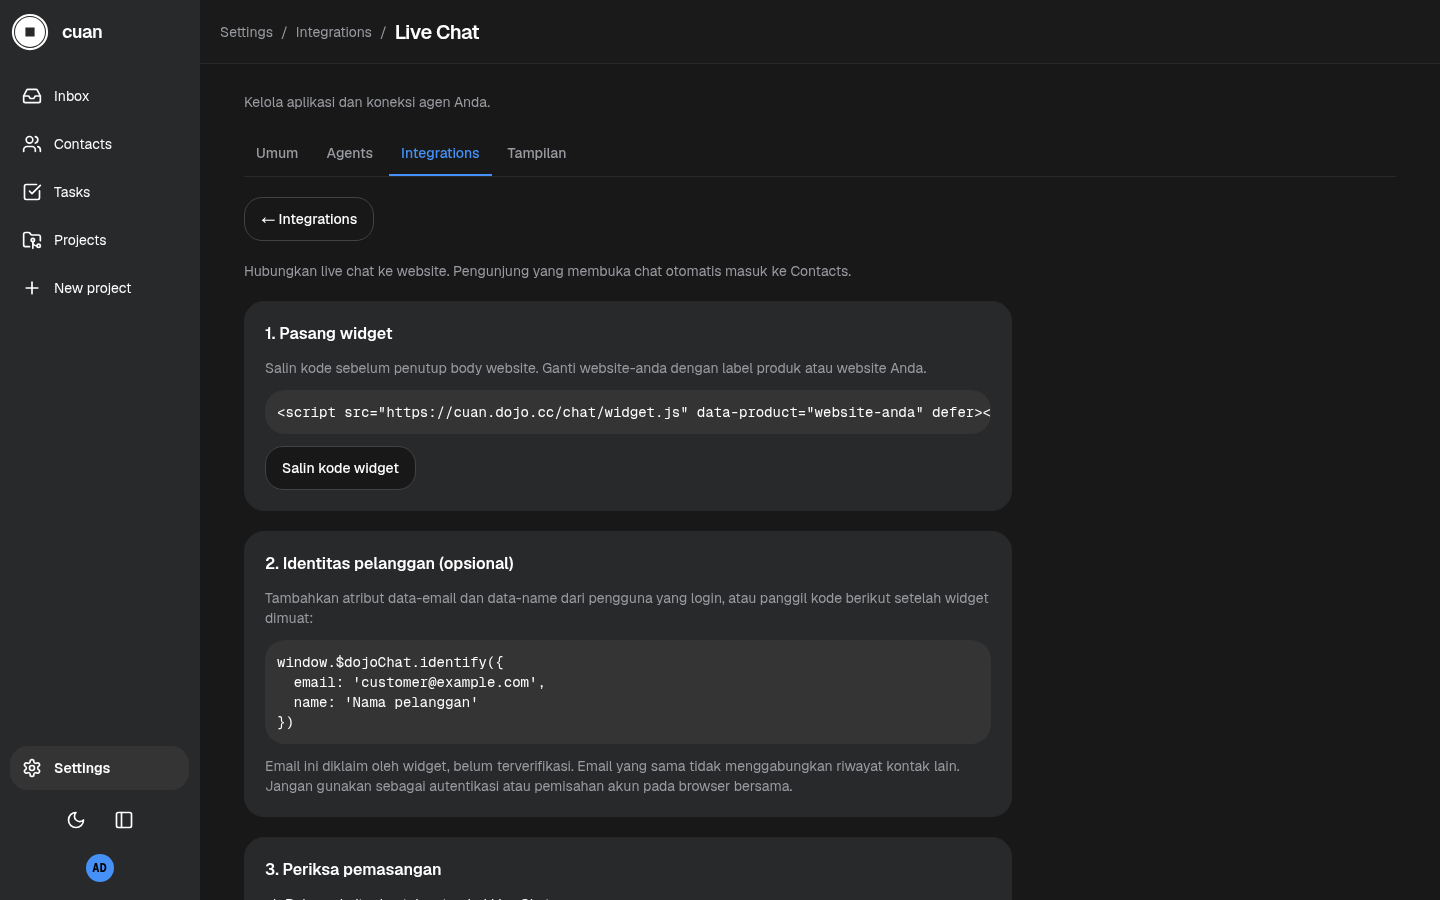 cuan
Settings / Integrations / Live Chat
Inbox
Contacts
Tasks
Projects
New project
Kelola aplikasi dan koneksi agen Anda.
Umum Agents Integrations Tampilan
← Integrations
Hubungkan live chat ke website. Pengunjung yang membuka chat otomatis masuk ke Contacts.
1. Pasang widget
Salin kode sebelum penutup body website. Ganti website-anda dengan label produk atau website Anda.
<script src="https://cuan.dojo.cc/chat/widget.js" data-product="website-anda" defer><
Salin kode widget
2. Identitas pelanggan (opsional)
Tambahkan atribut data-email dan data-name dari pengguna yang login, atau panggil kode berikut setelah widget
dimuat:
window.$dojoChat.identify({
  email: 'customer@example.com',
  name: 'Nama pelanggan'
})
Email ini diklaim oleh widget, belum terverifikasi. Email yang sama tidak menggabungkan riwayat kontak lain.
Jangan gunakan sebagai autentikasi atau pemisahan akun pada browser bersama.
3. Periksa pemasangan
Settings
AD